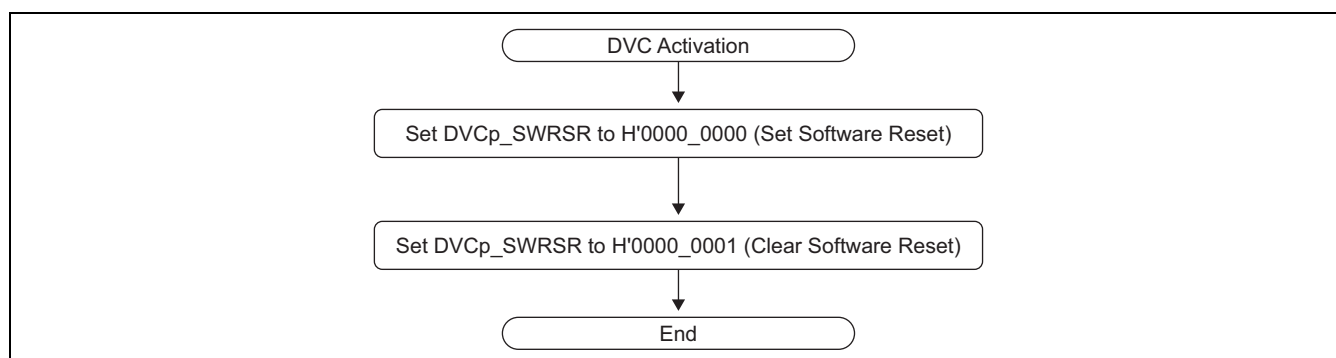 DVC Activation
Set DVCp_SWRSR to H'0000_0000 (Set Software Reset)
Set DVCp_SWRSR to H'0000_0001 (Clear Software Reset)
End